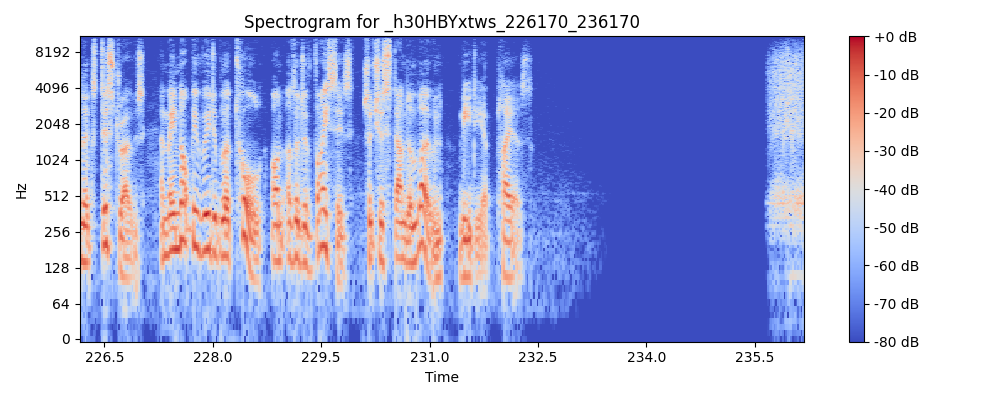 Spectrogram for _h30HBYxtws_226170_236170
Hz
8192
4096
2048
1024
512
256
128
64
0
226.5 228.0 229.5 231.0 232.5 234.0 235.5
Time
+0 dB
-10 dB
-20 dB
-30 dB
-40 dB
-50 dB
-60 dB
-70 dB
-80 dB